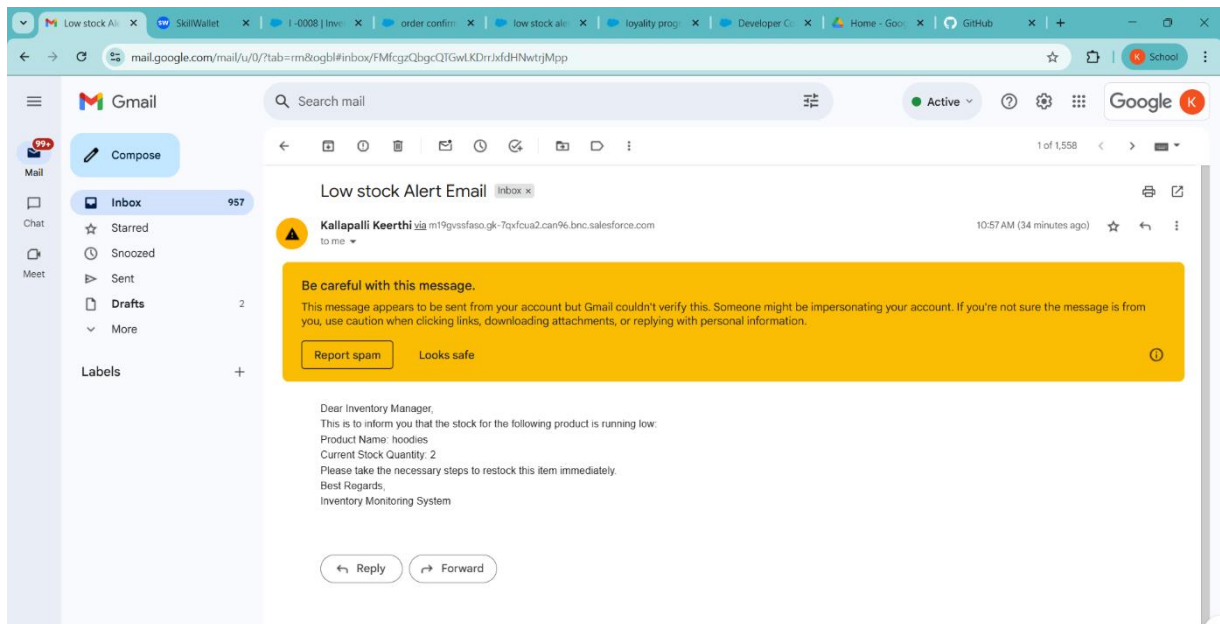 Low stock Al
SkillWallet
I-0008 | Inve
order confirm
low stock ale
loyality progr
Developer Co
Home - Goog
GitHub
mail.google.com/mail/u/0/?tab=rm&ogbl#inbox/FMfcgzQbgcQTGwLKDrrJxfdHNwtrjMpp
K School
Gmail
Search mail
Active
Google K
99+
Mail
Compose
1 of 1,558
Chat
Meet
Inbox 957
Starred
Snoozed
Sent
Drafts 2
More
Labels
Low stock Alert Email Inbox x
Kallapalli Keerthi via m19gvssfaso.gk-7qxfcua2.can96.bnc.salesforce.com
10:57 AM (34 minutes ago)
to me
Be careful with this message.
This message appears to be sent from your account but Gmail couldn't verify this. Someone might be impersonating your account. If you're not sure the message is from
you, use caution when clicking links, downloading attachments, or replying with personal information.
Report spam
Looks safe
Dear Inventory Manager,
This is to inform you that the stock for the following product is running low:
Product Name: hoodies
Current Stock Quantity: 2
Please take the necessary steps to restock this item immediately.
Best Regards,
Inventory Monitoring System
Reply
Forward